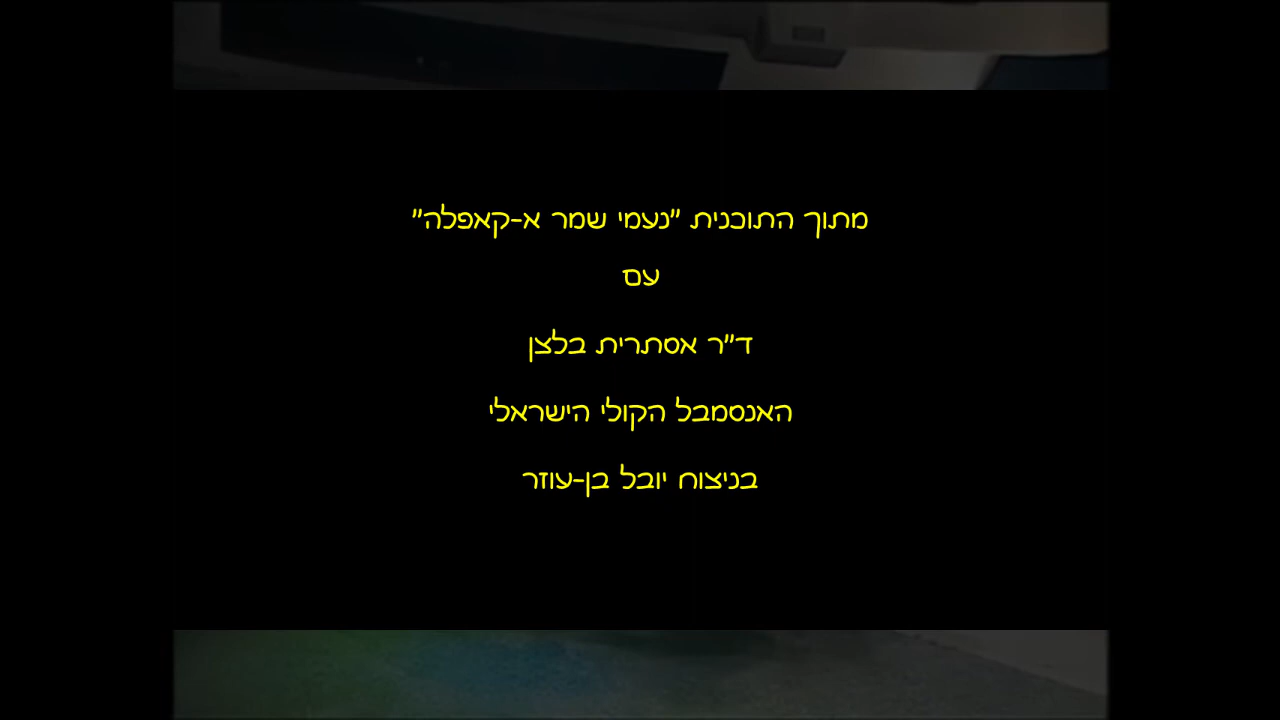 מתוך התוכנית "נעמי שמר א-קאפלה"
עם
ד"ר אסתרית בלצן
האנסמבל הקולי הישראלי
בניצוח יובל בן-עוזר